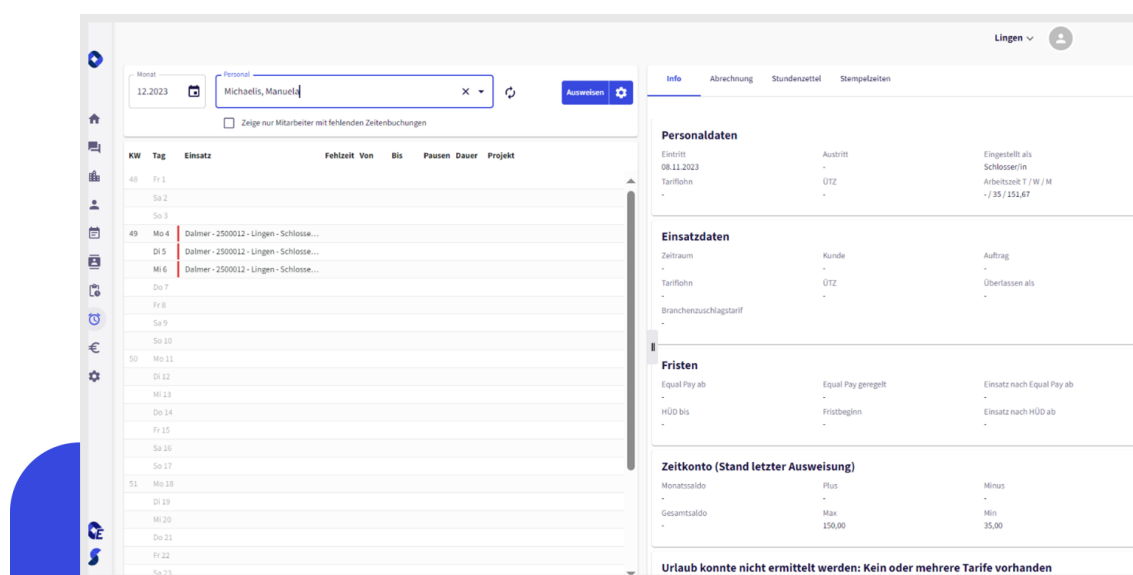 Lingen
Monat
12.2023
Personal
Michaelis, Manuela
Ausweisen
Zeige nur Mitarbeiter mit fehlenden Zeitenbuchungen
KW Tag Einsatz Fehlzeit Von Bis Pausen Dauer Projekt
48 Fr 1
Sa 2
So 3
49 Mo 4 Dalmer - 2500012 - Lingen - Schlosse...
Di 5 Dalmer - 2500012 - Lingen - Schlosse...
Mi 6 Dalmer - 2500012 - Lingen - Schlosse...
Do 7
Fr 8
Sa 9
So 10
50 Mo 11
Di 12
Mi 13
Do 14
Fr 15
Sa 16
So 17
51 Mo 18
Di 19
Mi 20
Do 21
Fr 22
Sa 23
Info Abrechnung Stundenzettel Stempelzeiten
Personaldaten
Eintritt Austritt Eingestellt als
08.11.2023 - Schlosser/in
Tariflohn ÜTZ Arbeitszeit T / W / M
- - - / 35 / 151,67
Einsatzdaten
Zeitraum Kunde Auftrag
- - -
Tariflohn ÜTZ Überlassen als
- - -
Branchenzuschlagstarif
-
Fristen
Equal Pay ab Equal Pay geregelt Einsatz nach Equal Pay ab
- - -
HÜD bis Fristbeginn Einsatz nach HÜD ab
- - -
Zeitkonto (Stand letzter Ausweisung)
Monatssaldo Plus Minus
- - -
Gesamtsaldo Max Min
- 150,00 35,00
Urlaub konnte nicht ermittelt werden: Kein oder mehrere Tarife vorhanden